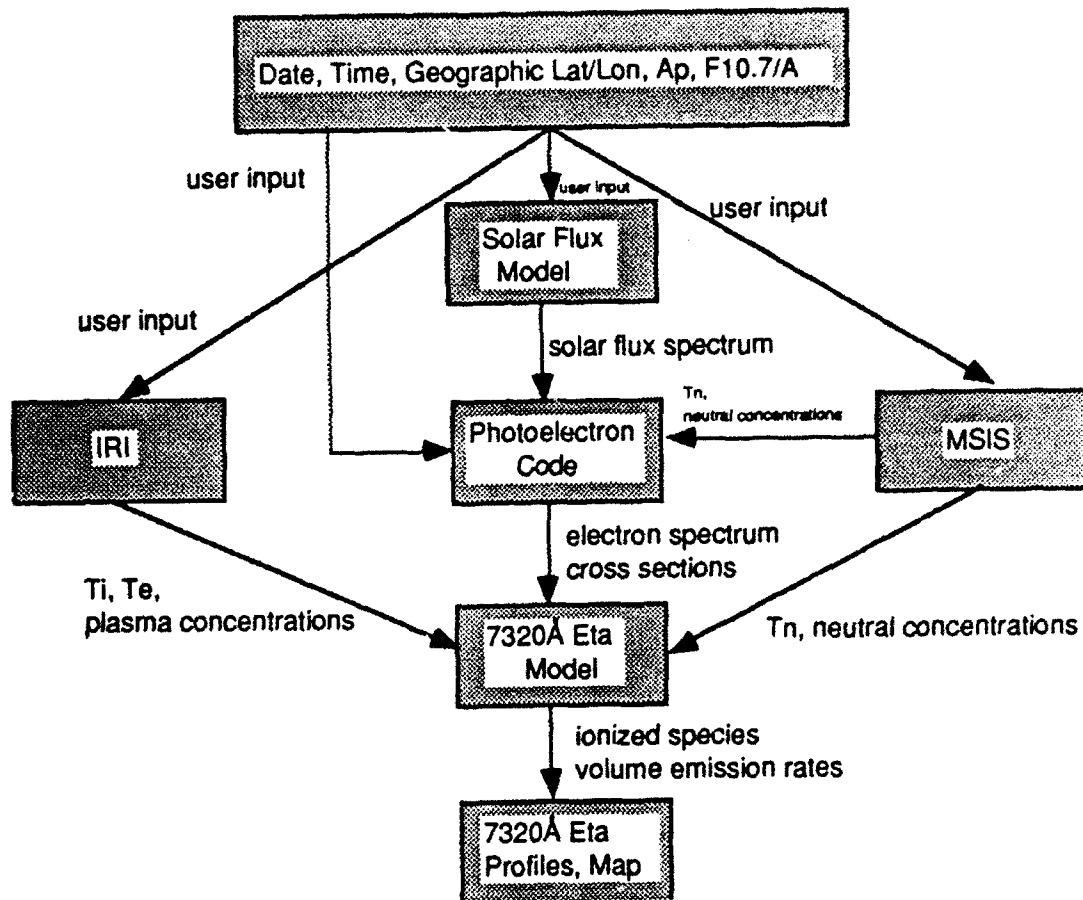 Date, Time, Geographic Lat/Lon, Ap, F10.7/A
user input
user input
user input
Solar Flux
Model
user input
solar flux spectrum
IRI
Photoelectron
Code
Tn,
neutral concentrations
MSIS
electron spectrum
cross sections
Ti, Te,
plasma concentrations
7320Å Eta
Model
Tn, neutral concentrations
ionized species
volume emission rates
7320Å Eta
Profiles, Map